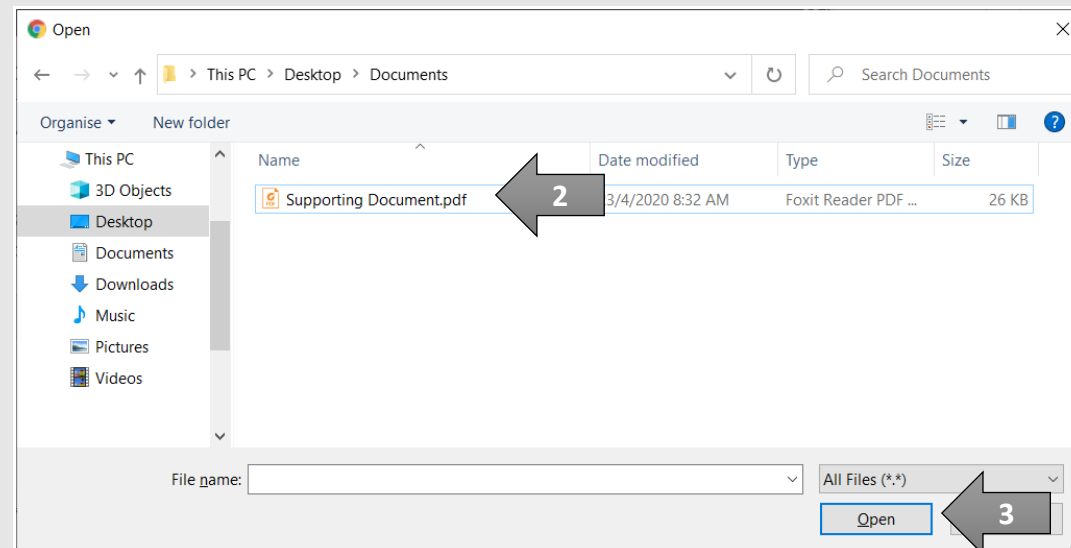 Open
This PC > Desktop > Documents
Search Documents
Organise New folder
Name Date modified Type Size
This PC
3D Objects
Desktop
Documents
Downloads
Music
Pictures
Videos
Supporting Document.pdf 2 3/4/2020 8:32 AM Foxit Reader PDF ... 26 KB
File name: All Files (*.*)
Open 3